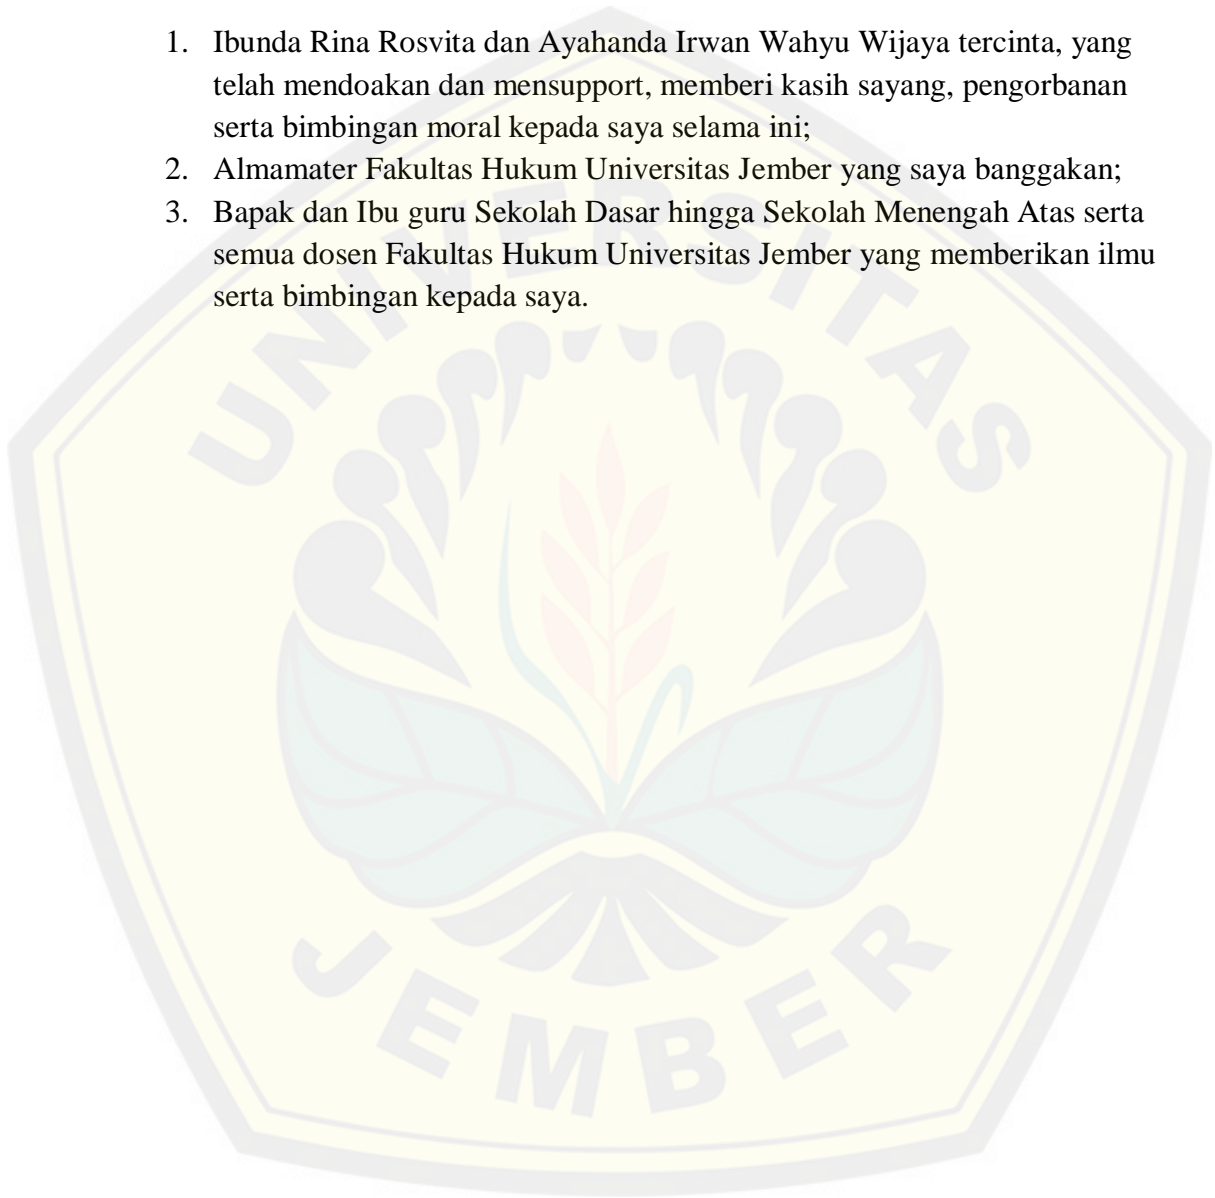 1. Ibunda Rina Rosvita dan Ayahanda Irwan Wahyu Wijaya tercinta, yang
telah mendoakan dan mensupport, memberi kasih sayang, pengorbanan
serta bimbingan moral kepada saya selama ini;
2. Almamater Fakultas Hukum Universitas Jember yang saya banggakan;
3. Bapak dan Ibu guru Sekolah Dasar hingga Sekolah Menengah Atas serta
semua dosen Fakultas Hukum Universitas Jember yang memberikan ilmu
serta bimbingan kepada saya.
UNIVERSITAS
JEMBER